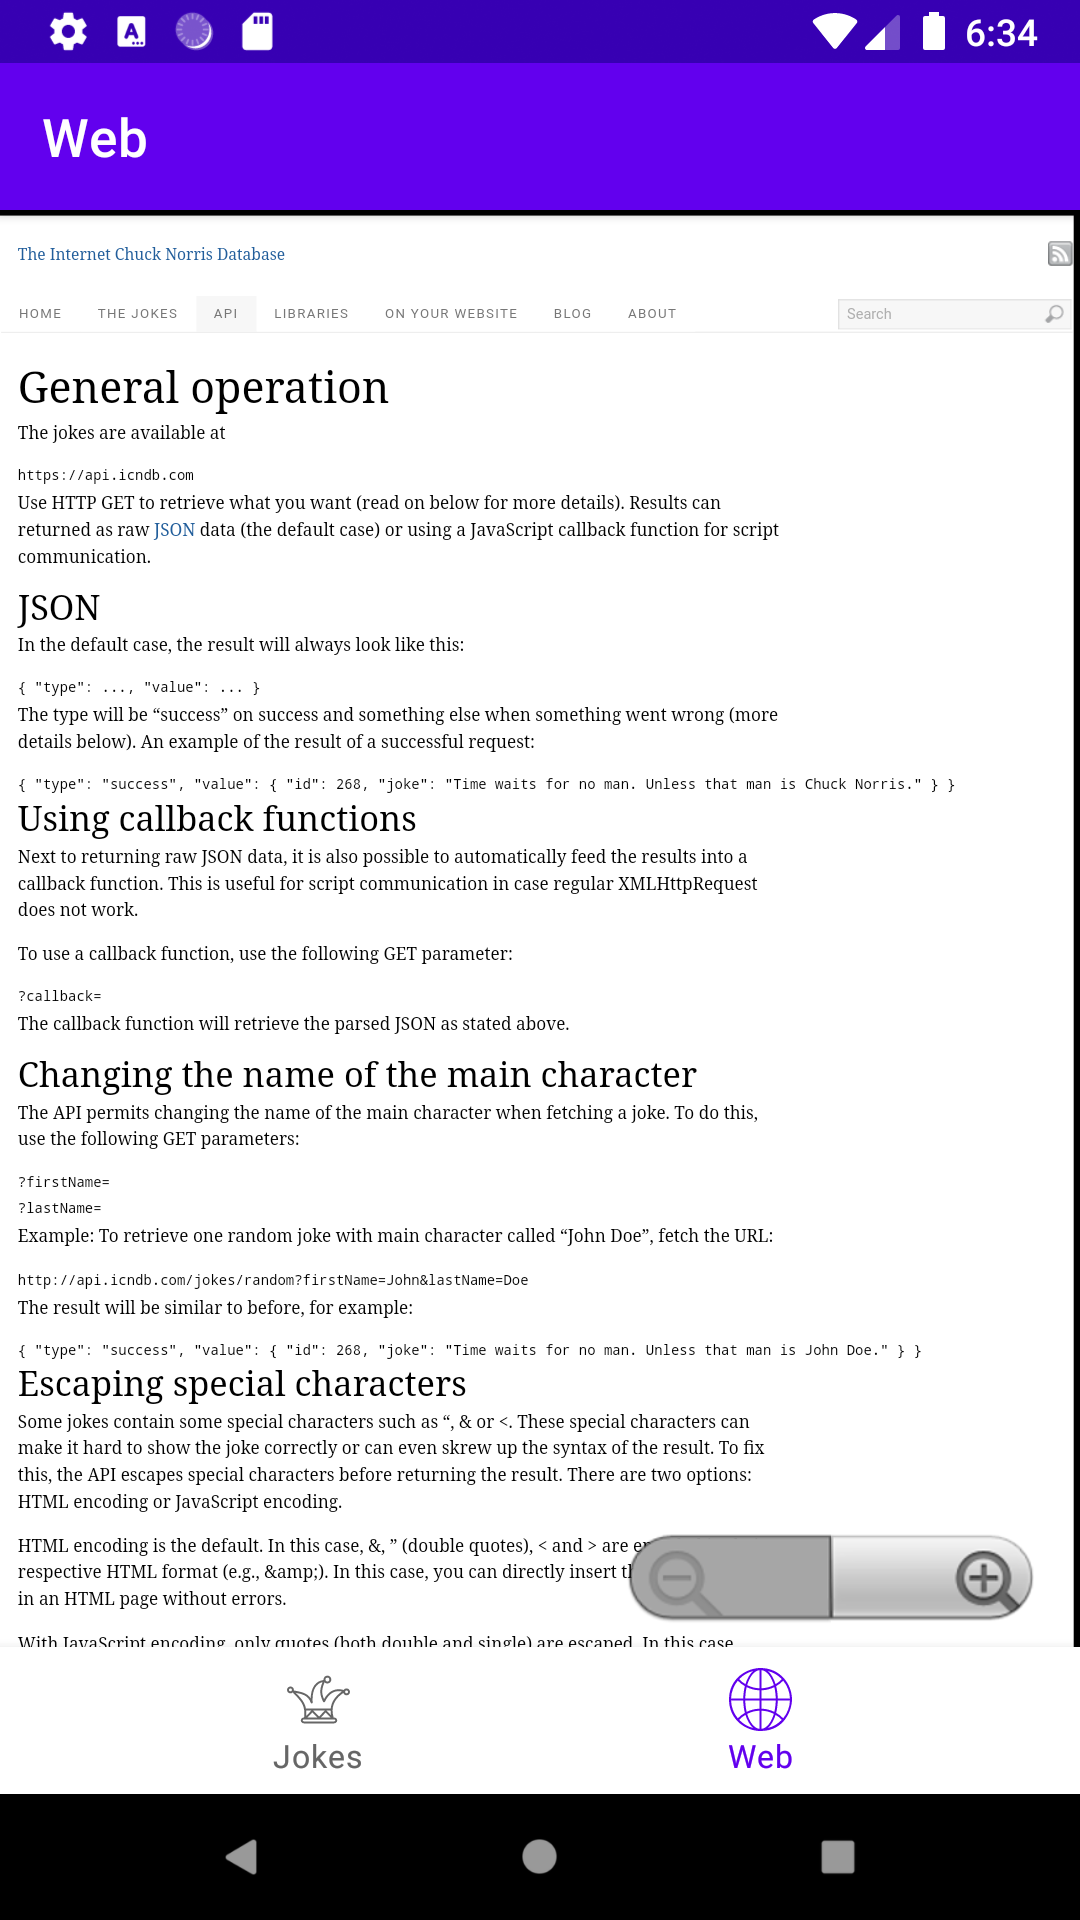 6:34
Web
The Internet Chuck Norris Database
HOME THE JOKES API LIBRARIES ON YOUR WEBSITE BLOG ABOUT Search
General operation
The jokes are available at
https://api.icndb.com
Use HTTP GET to retrieve what you want (read on below for more details). Results can
returned as raw JSON data (the default case) or using a JavaScript callback function for script
communication.
JSON
In the default case, the result will always look like this:
{ "type": ..., "value": ... }
The type will be “success” on success and something else when something went wrong (more
details below). An example of the result of a successful request:
{ "type": "success", "value": { "id": 268, "joke": "Time waits for no man. Unless that man is Chuck Norris." } }
Using callback functions
Next to returning raw JSON data, it is also possible to automatically feed the results into a
callback function. This is useful for script communication in case regular XMLHttpRequest
does not work.
To use a callback function, use the following GET parameter:
?callback=
The callback function will retrieve the parsed JSON as stated above.
Changing the name of the main character
The API permits changing the name of the main character when fetching a joke. To do this,
use the following GET parameters:
?firstName=
?lastName=
Example: To retrieve one random joke with main character called “John Doe”, fetch the URL:
http://api.icndb.com/jokes/random?firstName=John&lastName=Doe
The result will be similar to before, for example:
{ "type": "success", "value": { "id": 268, "joke": "Time waits for no man. Unless that man is John Doe." } }
Escaping special characters
Some jokes contain some special characters such as “, & or <. These special characters can
make it hard to show the joke correctly or can even skrew up the syntax of the result. To fix
this, the API escapes special characters before returning the result. There are two options:
HTML encoding or JavaScript encoding.
HTML encoding is the default. In this case, &, ” (double quotes), < and > are
respective HTML format (e.g., &amp;). In this case, you can directly insert
in an HTML page without errors.
With JavaScript encoding, only quotes (both double and single) are escaped. In this case
Jokes
Web